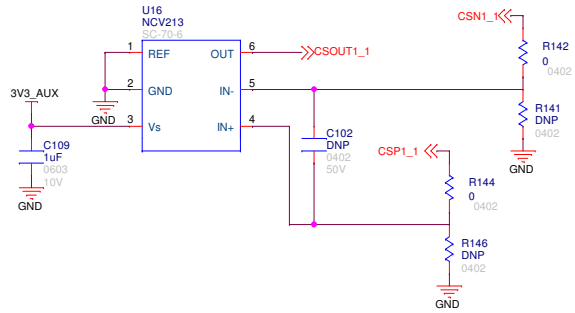 U16
NCV213
SC-70-6
1 REF
OUT 6
CSOUT1_1
2 GND
IN- 5
3 Vs
IN+ 4
GND
3V3_AUX
C109
1uF
0603
10V
GND
C102
DNP
0402
50V
CSN1_1
R142
0
0402
R141
DNP
0402
GND
CSP1_1
R144
0
0402
R146
DNP
0402
GND